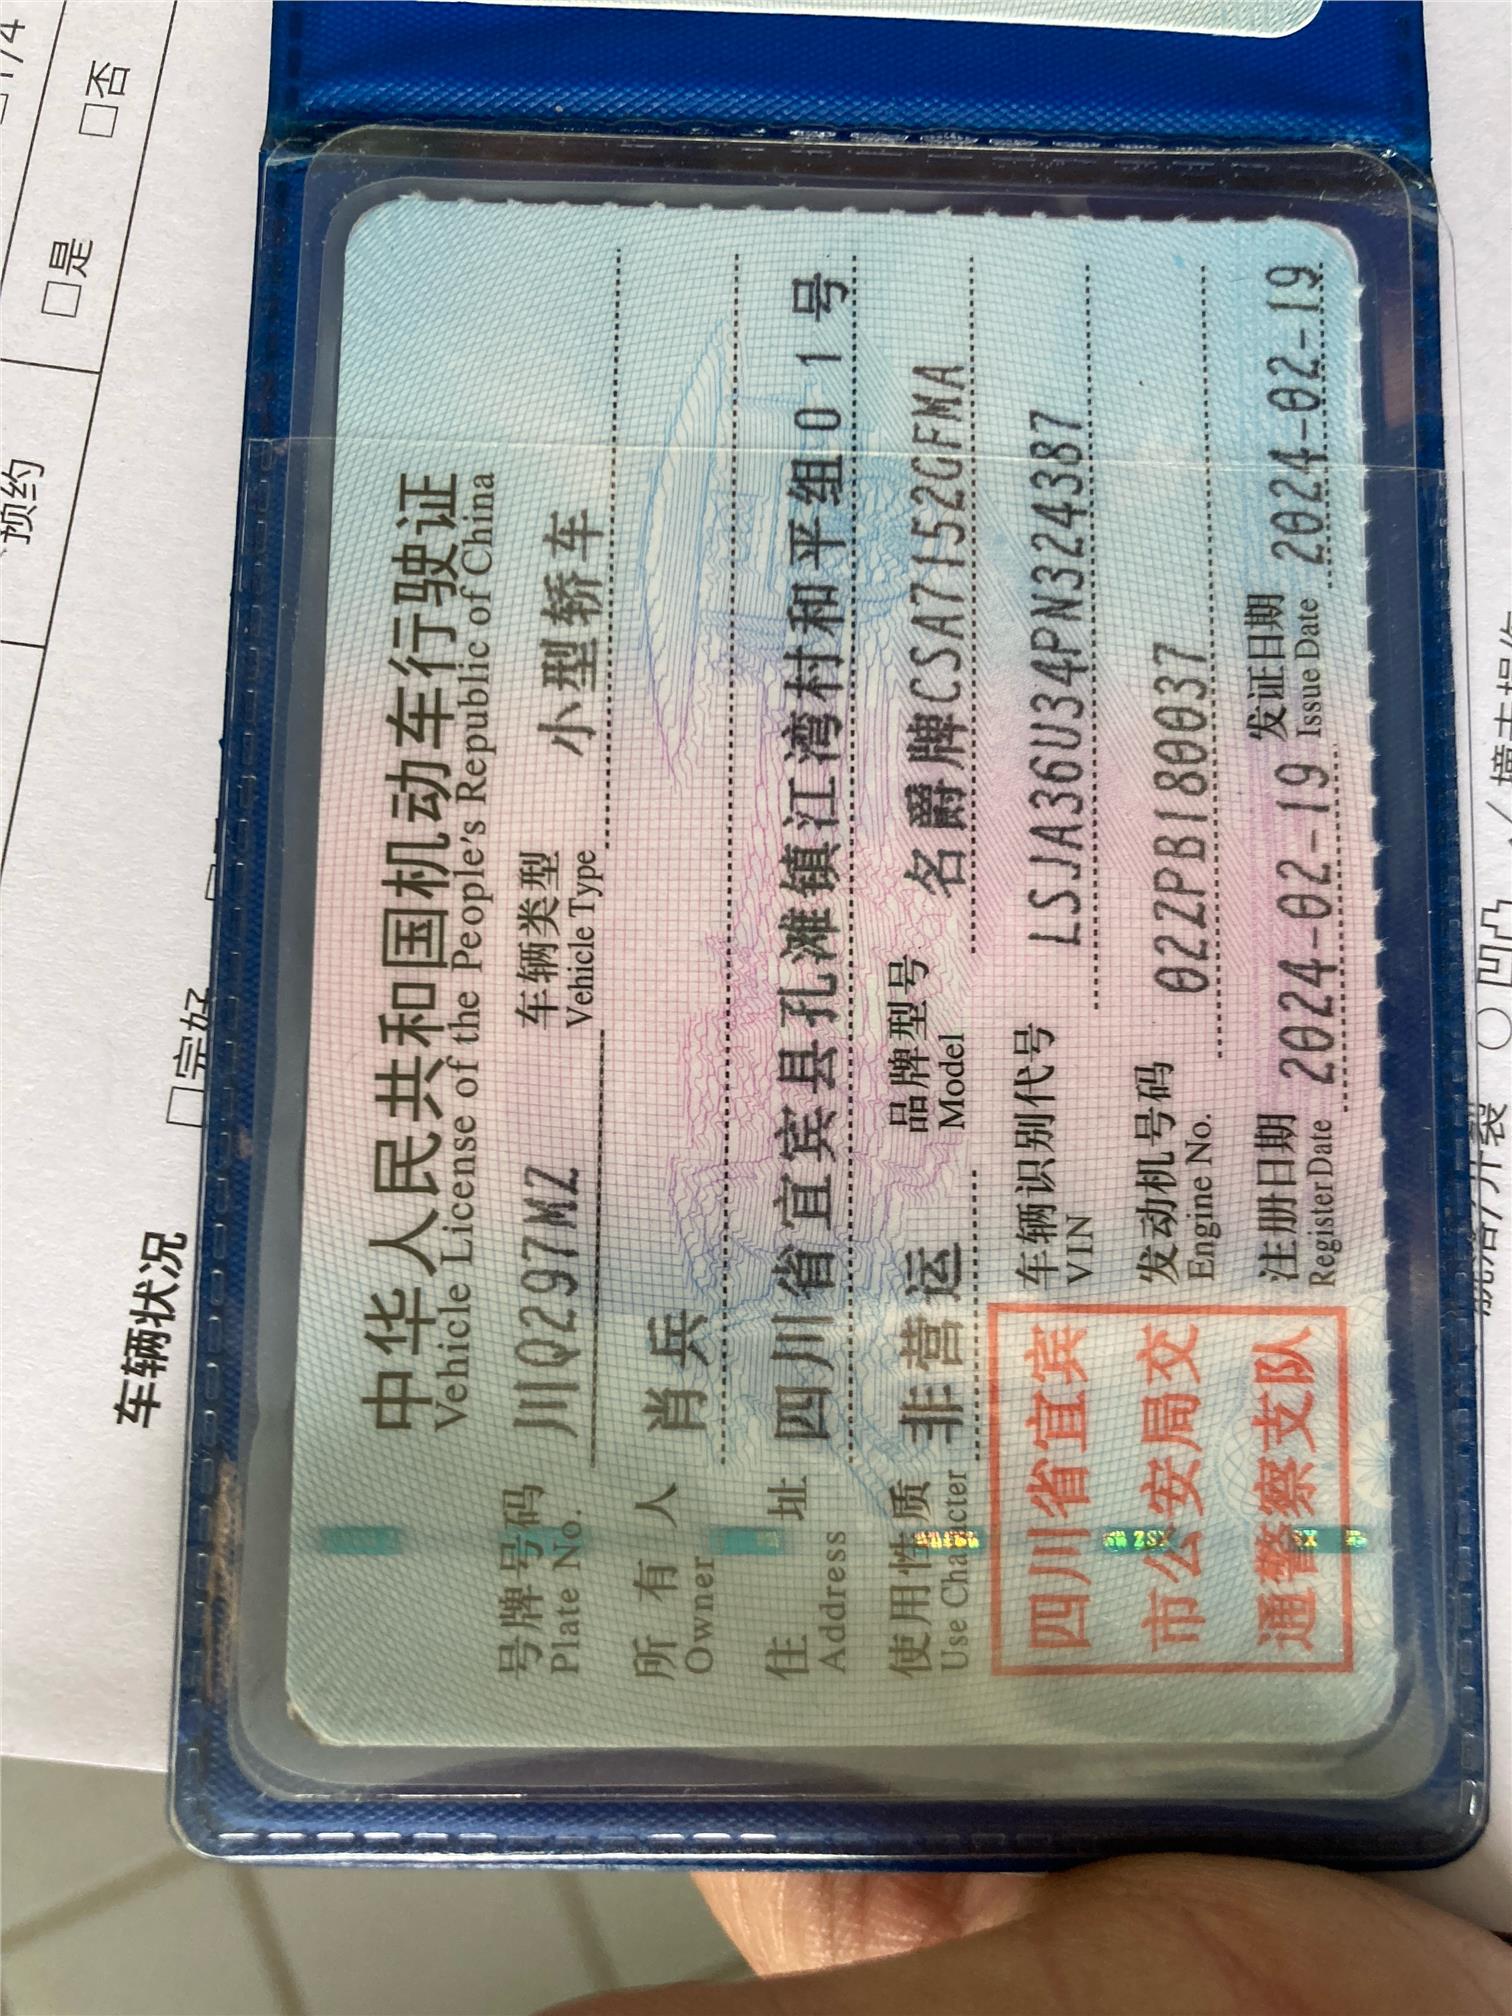 中华人民共和国机动车行驶证
Vehicle License of the People's Republic of China
号牌号码 川Q297MZ 车辆类型 小型轿车
Plate No. Vehicle Type
所有人 肖兵
Owner
住址 四川省宜宾县孔滩镇江湾村和平组01号
Address
使用性质 非营运 品牌型号 名爵牌CSA7152GFMA
Use Character Model
四川省宜宾
市公安局交
通警察支队
车辆识别代号 LSJA36U34PN324387
VIN
发动机号码 02ZPB180037
Engine No.
注册日期 2024-02-19 发证日期 2024-02-19
Register Date Issue Date
预约 □是 □否
车辆状况 □完好
○凹凸